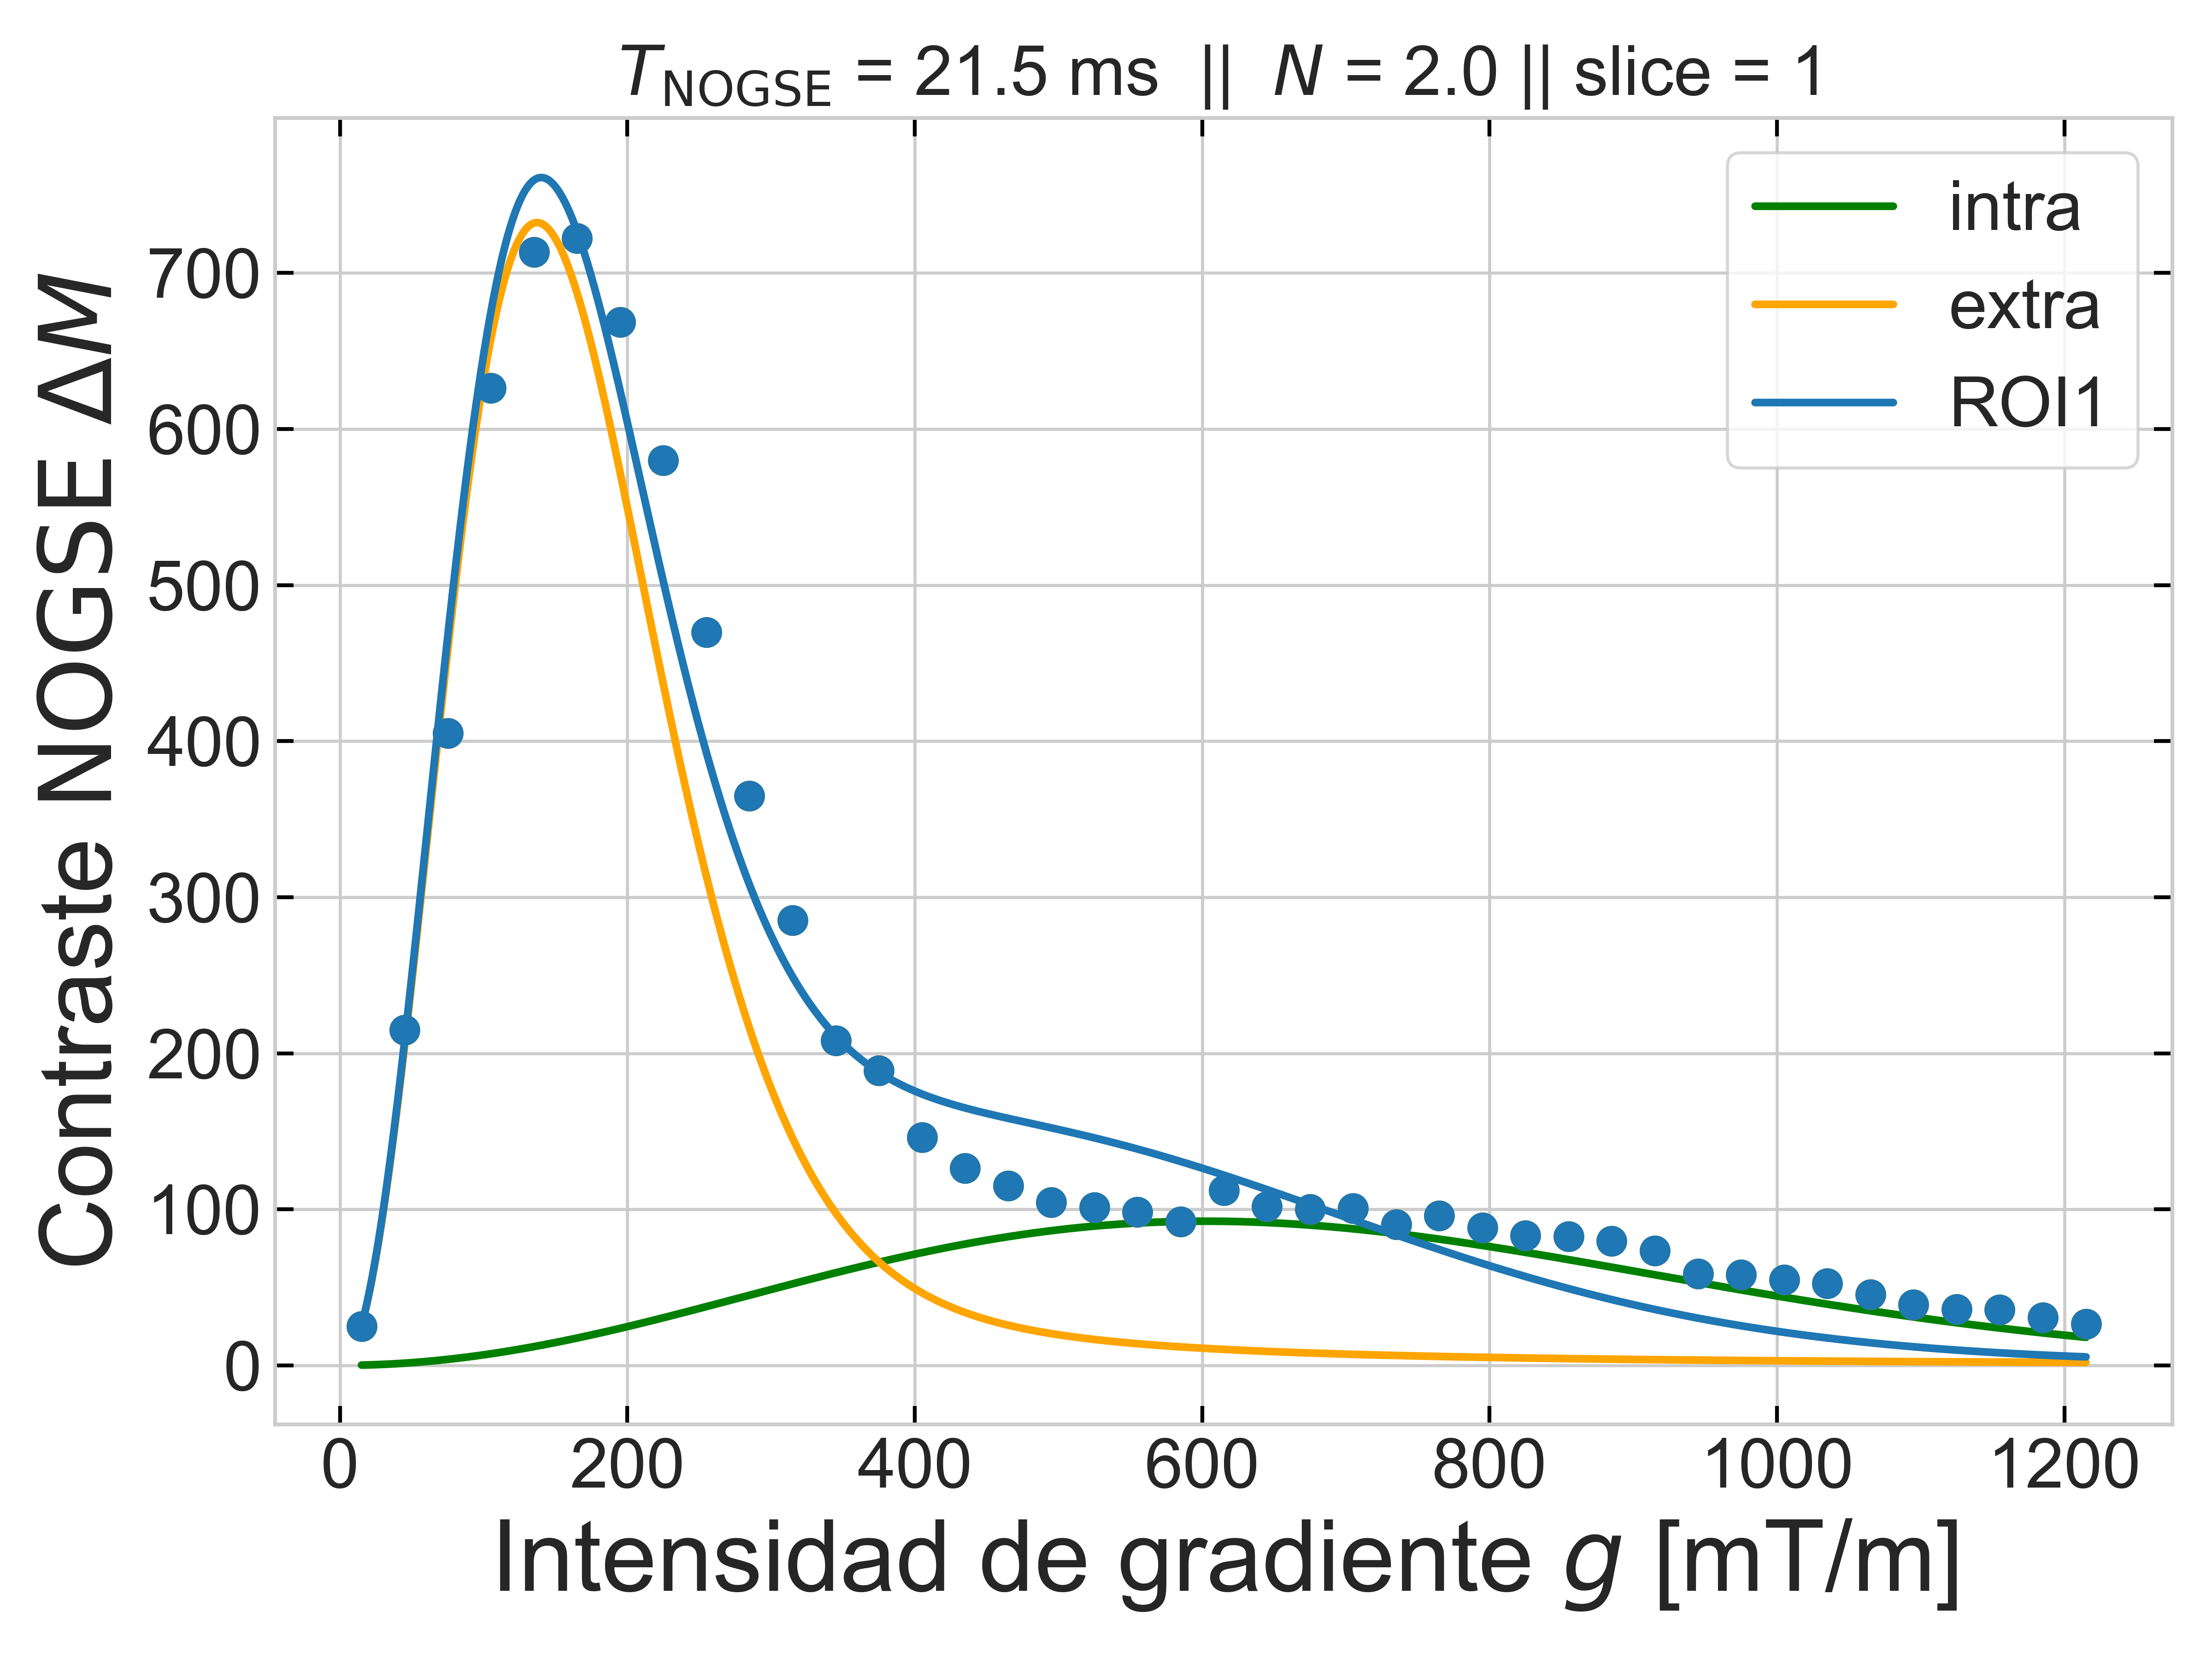 T_NOGSE = 21.5 ms || N = 2.0 || slice = 1
intra
extra
ROI1
Contraste NOGSE ΔM
700
600
500
400
300
200
100
0
0 200 400 600 800 1000 1200
Intensidad de gradiente g [mT/m]